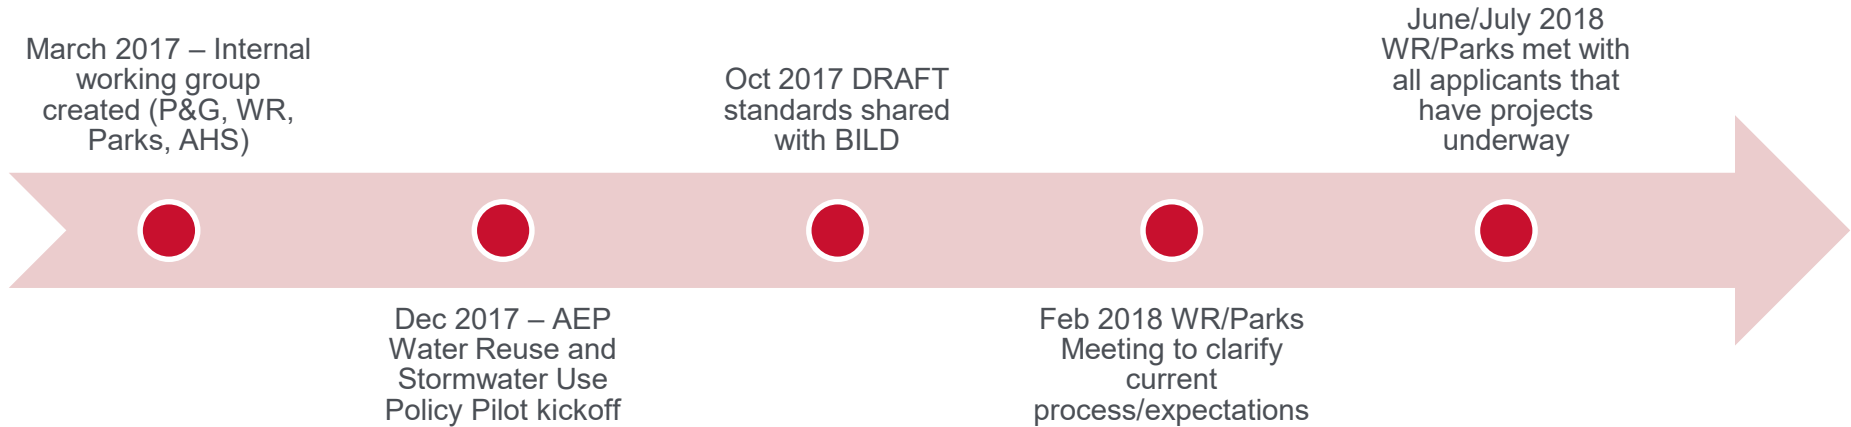 March 2017 – Internal
working group
created (P&G, WR,
Parks, AHS)
Dec 2017 – AEP
Water Reuse and
Stormwater Use
Policy Pilot kickoff
Oct 2017 DRAFT
standards shared
with BILD
Feb 2018 WR/Parks
Meeting to clarify
current
process/expectations
June/July 2018
WR/Parks met with
all applicants that
have projects
underway